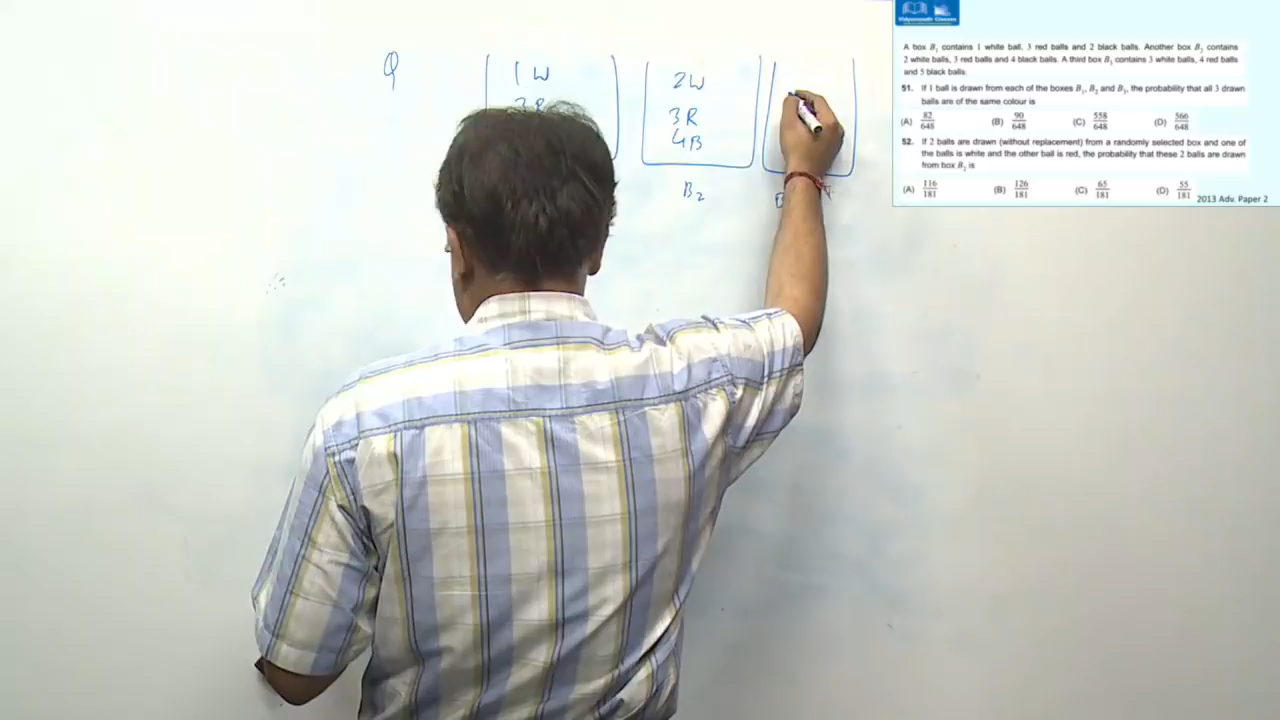 Vidyamandir Classes
A box B₁ contains 1 white ball, 3 red balls and 2 black balls. Another box B₂ contains
2 white balls, 3 red balls and 4 black balls. A third box B₃ contains 3 white balls, 4 red balls
and 5 black balls.
51. If 1 ball is drawn from each of the boxes B₁, B₂ and B₃, the probability that all 3 drawn
balls are of the same colour is
(A) 82/648 (B) 90/648 (C) 558/648 (D) 566/648
52. If 2 balls are drawn (without replacement) from a randomly selected box and one of
the balls is white and the other ball is red, the probability that these 2 balls are drawn
from box B₂ is
(A) 116/181 (B) 126/181 (C) 65/181 (D) 55/181
2013 Adv. Paper 2
Q
1 W
3 R
2W
3R
4B
B₂